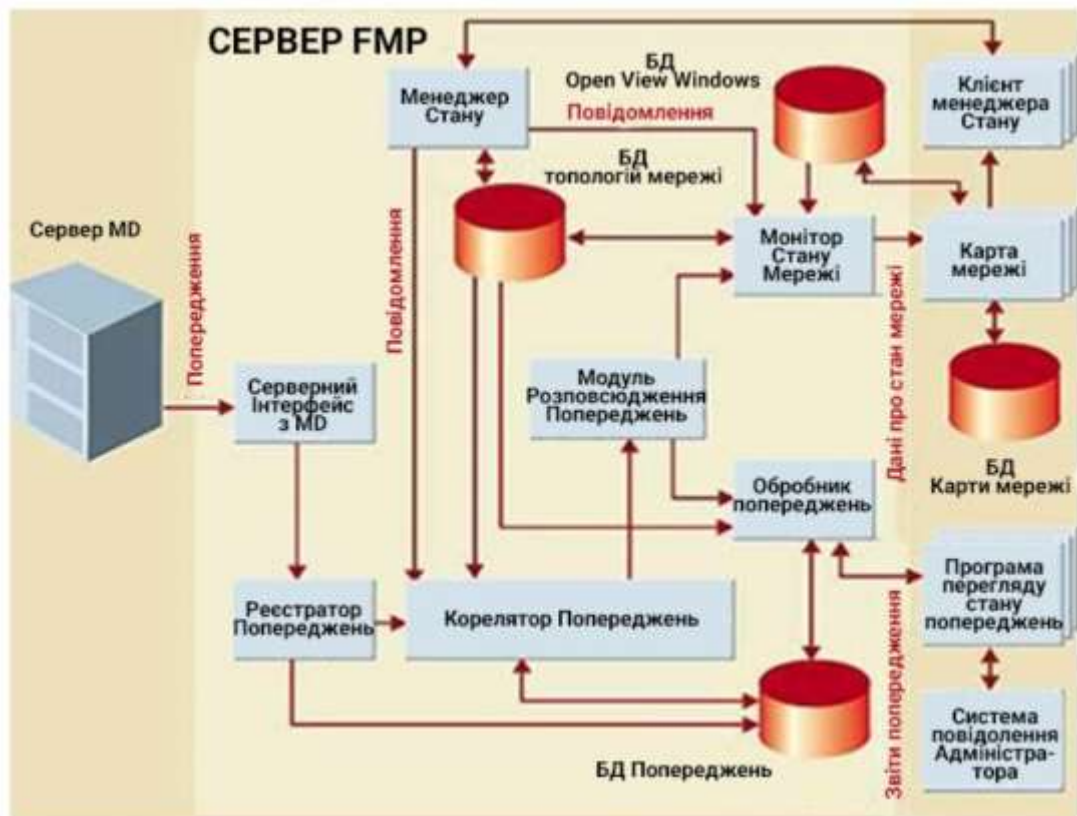 СЕРВЕР FMP
БД
Open View Windows
Менеджер
Стану
Повідомлення
Клієнт
менеджера
Стану
БД
топологій мережі
Сервер MD
Попередження
Повідомлення
Монітор
Стану
Мережі
Карта
мережі
Дані про стан мережі
Серверний
Інтерфейс
з MD
Модуль
Розповсюдження
Попереджень
БД
Карти мережі
Обробник
попереджень
Реєстратор
Попереджень
Корелятор Попереджень
Програма
перегляду
стану
попереджень
Звіти попередження
БД Попереджень
Система
повідолення
Адміністра-
тора